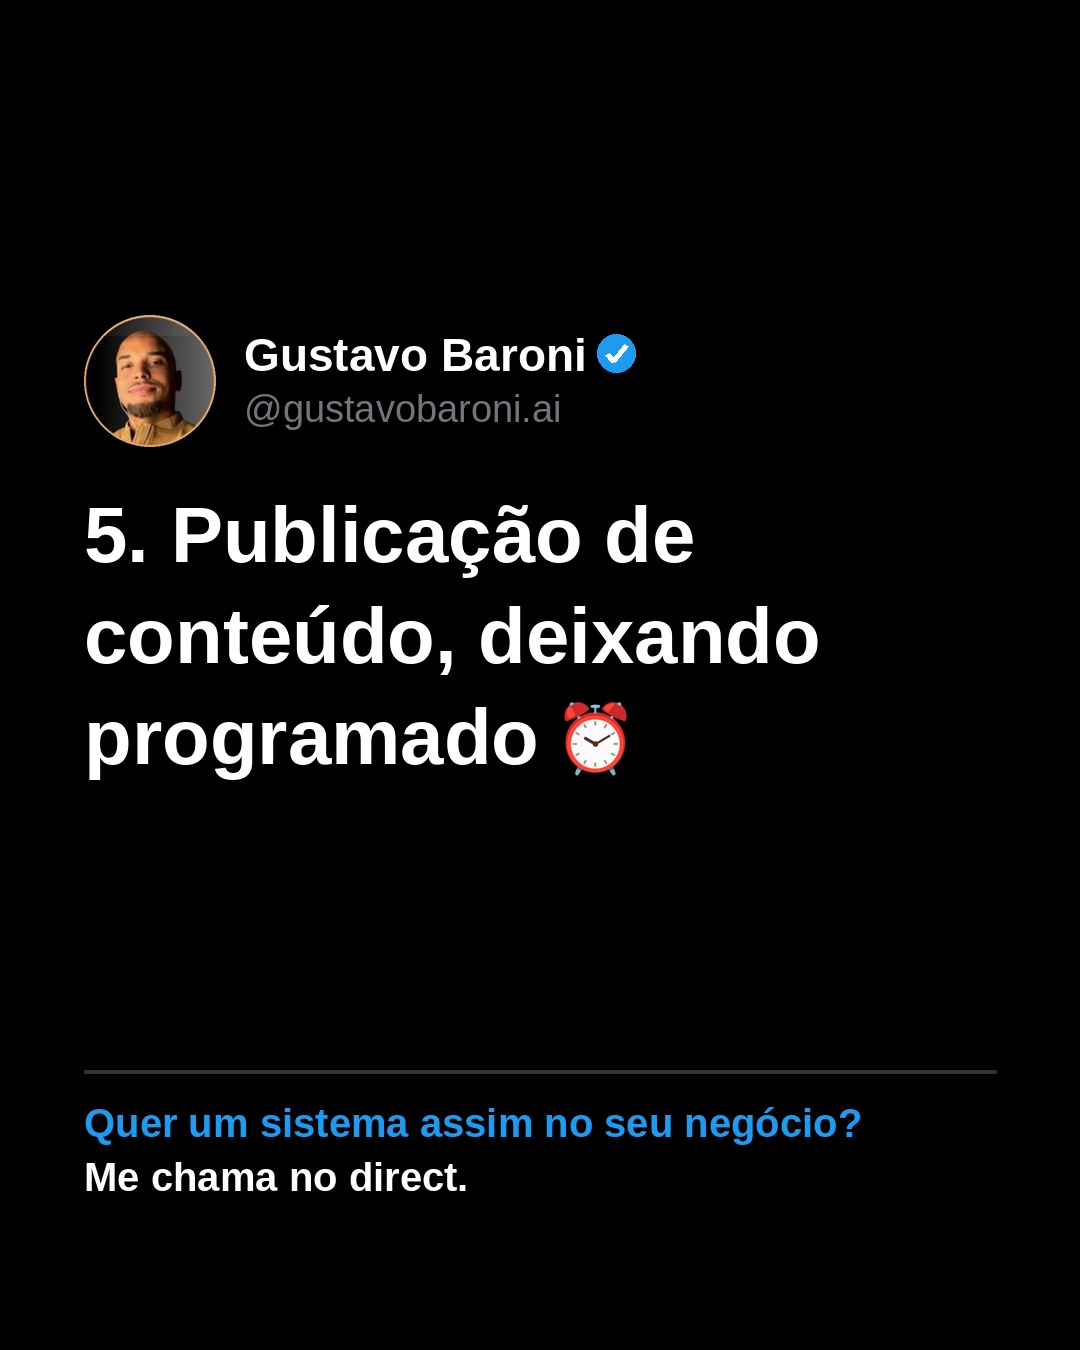 Gustavo Baroni
@gustavobaroni.ai
5. Publicação de
conteúdo, deixando
programado ⏰
Quer um sistema assim no seu negócio?
Me chama no direct.